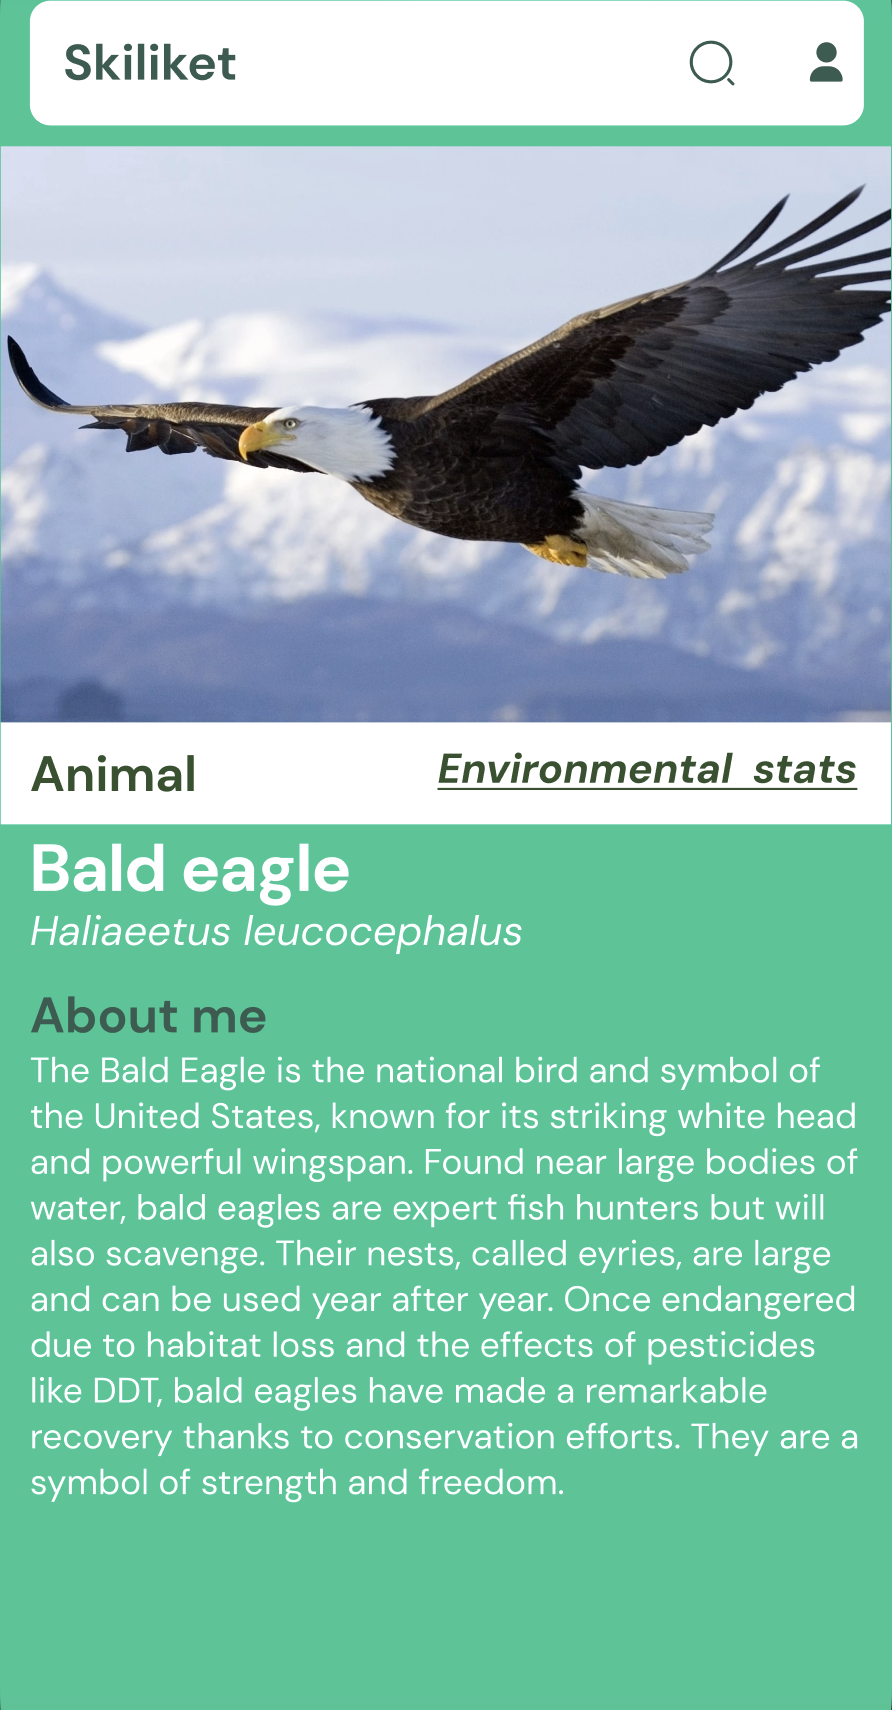 Skiliket
Animal
Environmental stats
Bald eagle
Haliaeetus leucocephalus
About me
The Bald Eagle is the national bird and symbol of
the United States, known for its striking white head
and powerful wingspan. Found near large bodies of
water, bald eagles are expert fish hunters but will
also scavenge. Their nests, called eyries, are large
and can be used year after year. Once endangered
due to habitat loss and the effects of pesticides
like DDT, bald eagles have made a remarkable
recovery thanks to conservation efforts. They are a
symbol of strength and freedom.